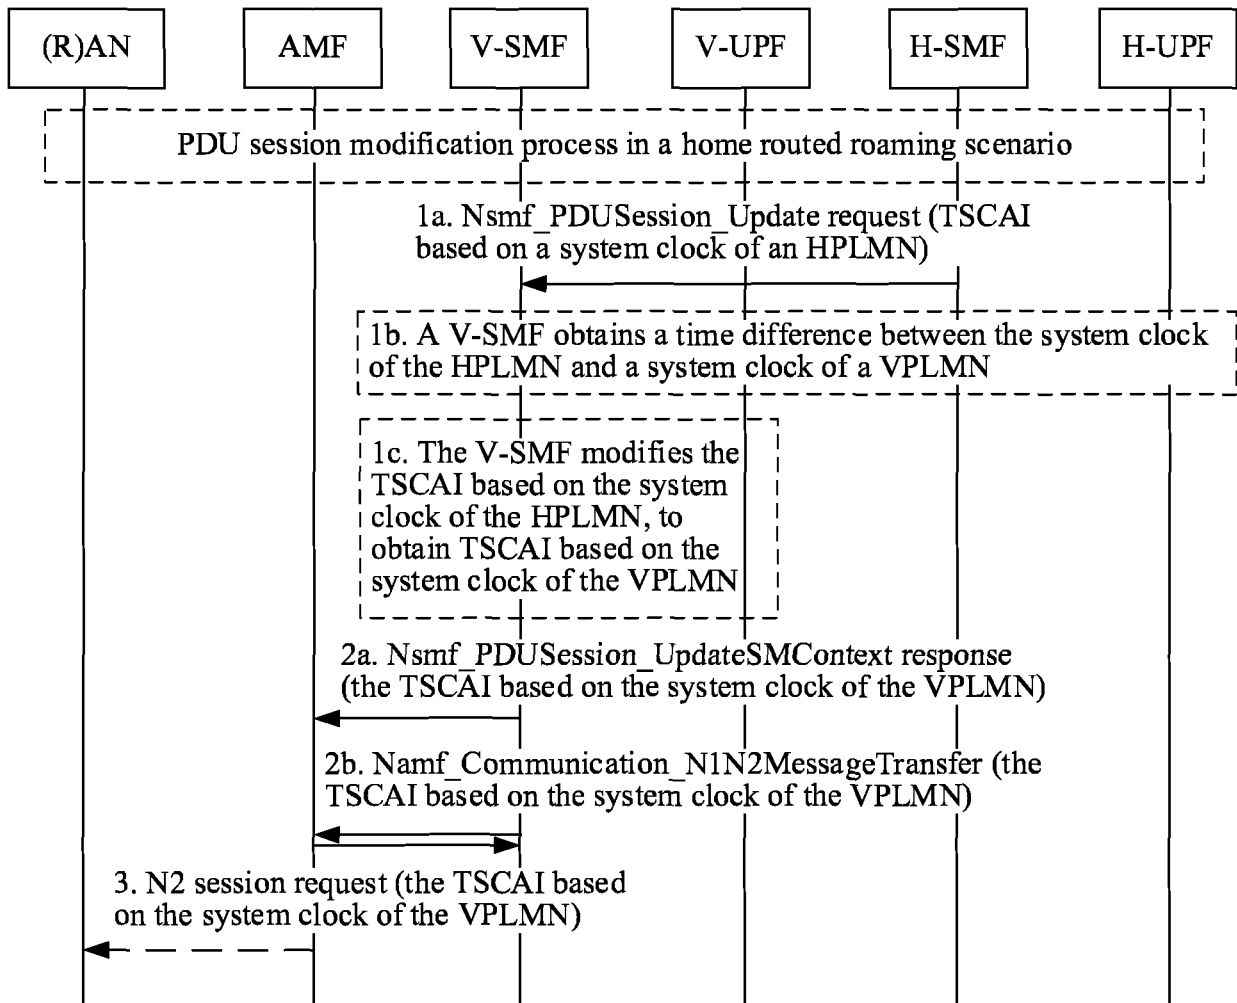 (R)AN AMF V-SMF V-UPF H-SMF H-UPF
PDU session modification process in a home routed roaming scenario
1a. Nsmf_PDUSession_Update request (TSCAI
based on a system clock of an HPLMN)
1b. A V-SMF obtains a time difference between the system clock
of the HPLMN and a system clock of a VPLMN
1c. The V-SMF modifies the
TSCAI based on the system
clock of the HPLMN, to
obtain TSCAI based on the
system clock of the VPLMN
2a. Nsmf_PDUSession_UpdateSMContext response
(the TSCAI based on the system clock of the VPLMN)
2b. Namf_Communication_N1N2MessageTransfer (the
TSCAI based on the system clock of the VPLMN)
3. N2 session request (the TSCAI based
on the system clock of the VPLMN)